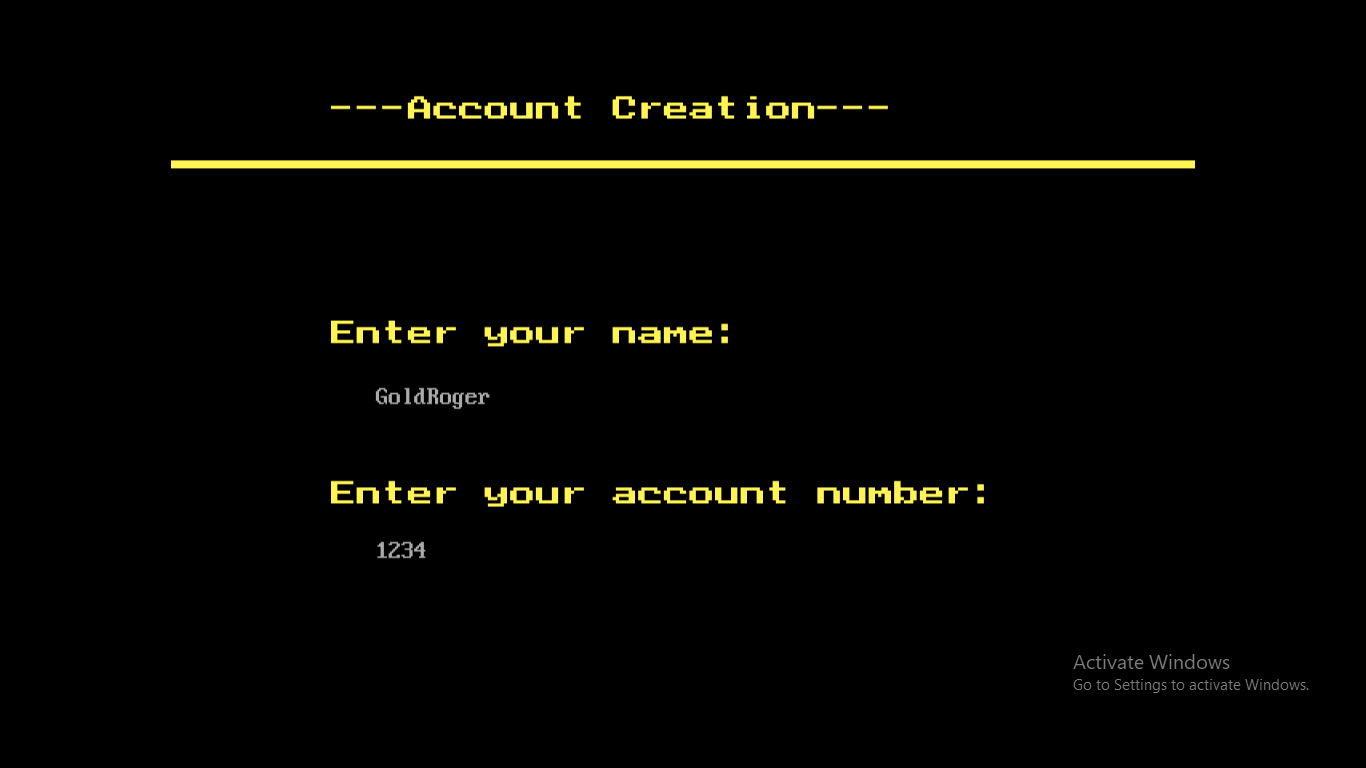 ---Account Creation---
Enter your name:
GoldRoger
Enter your account number:
1234
Activate Windows
Go to Settings to activate Windows.